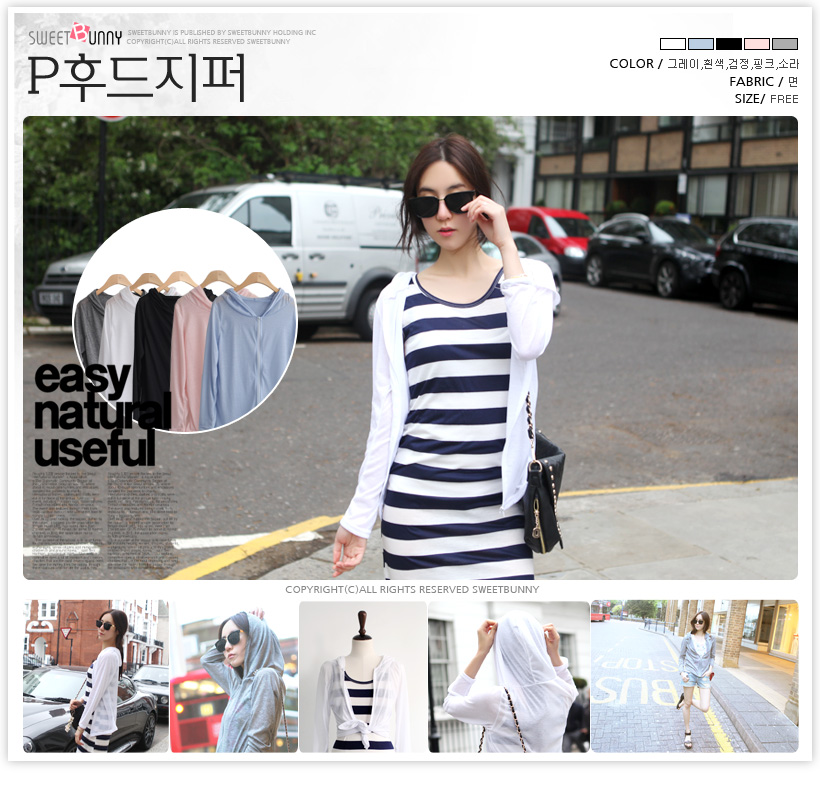 SWEET BUNNY
SWEETBUNNY IS PUBLISHED BY SWEETBUNNY HOLDING INC
COPYRIGHT(C)ALL RIGHTS RESERVED SWEETBUNNY
P후드지퍼
COLOR / 그레이,흰색,검정,핑크,소라
FABRIC / 면
SIZE/ FREE
easy
natural
useful
COPYRIGHT(C)ALL RIGHTS RESERVED SWEETBUNNY
STOP
BUS